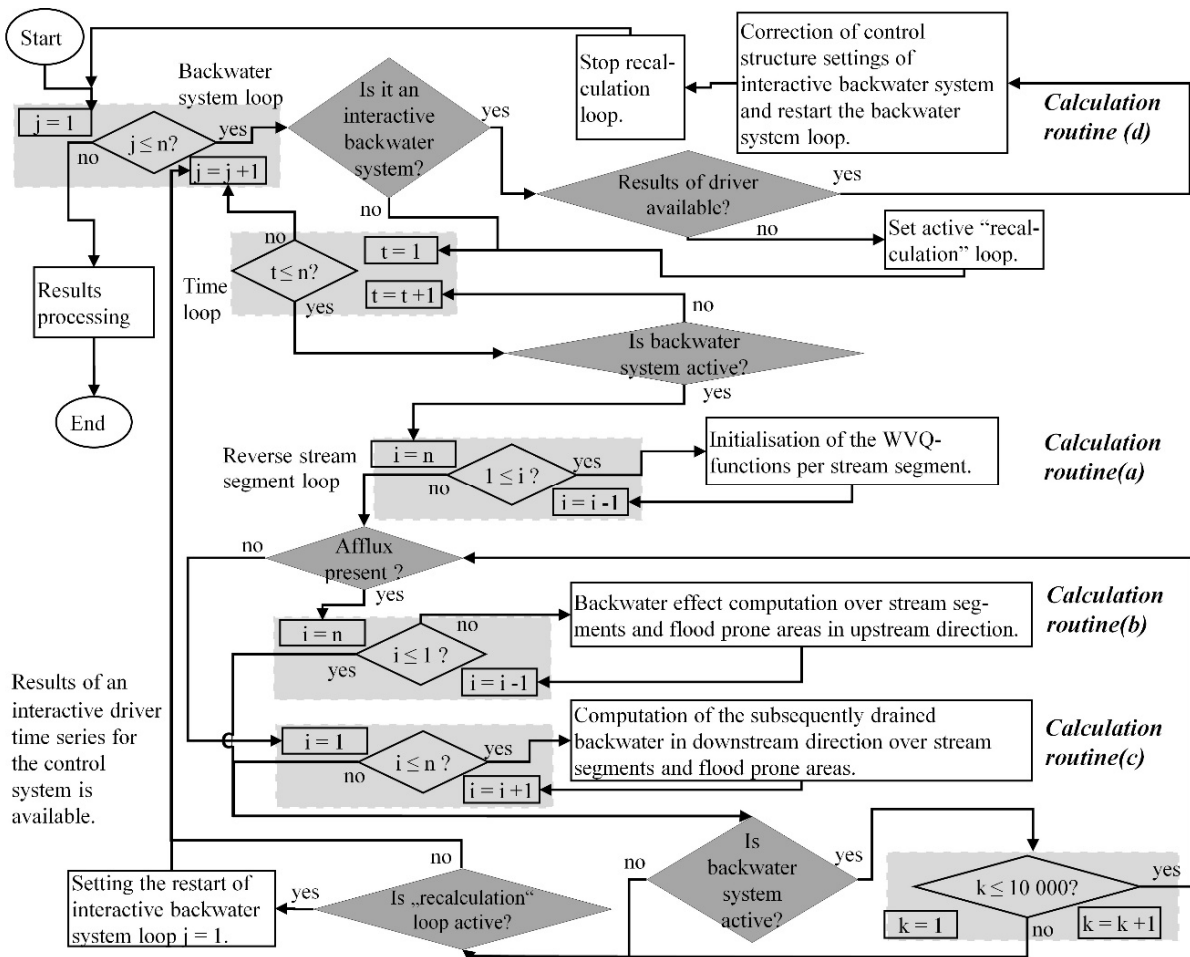 Start
Backwater
system loop
j = 1
j ≤ n?
yes
no
j = j +1
Is it an
interactive
backwater
system?
yes
no
Stop recal-
culation
loop.
Correction of control
structure settings of
interactive backwater system
and restart the backwater
system loop.
Calculation
routine (d)
Results of driver
available?
yes
no
Set active “recal-
culation” loop.
Results
processing
End
Time
loop
no
t = 1
t ≤ n?
t = t +1
yes
no
Is backwater
system active?
yes
Reverse stream
segment loop
i = n
1 ≤ i ?
yes
no
i = i -1
Initialisation of the WVQ-
functions per stream segment.
Calculation
routine(a)
no
Afflux
present ?
yes
i = n
no
i ≤ 1 ?
yes
i = i -1
Backwater effect computation over stream seg-
ments and flood prone areas in upstream direction.
Calculation
routine(b)
Results of an
interactive driver
time series for
the control
system is
available.
i = 1
i ≤ n ?
yes
no
i = i +1
Computation of the subsequently drained
backwater in downstream direction over stream
segments and flood prone areas.
Calculation
routine(c)
Is
backwater
system
active?
no
yes
k ≤ 10 000?
yes
k = 1
no
k = k +1
no
Is „recalculation“
loop active?
yes
Setting the restart of
interactive backwater
system loop j = 1.